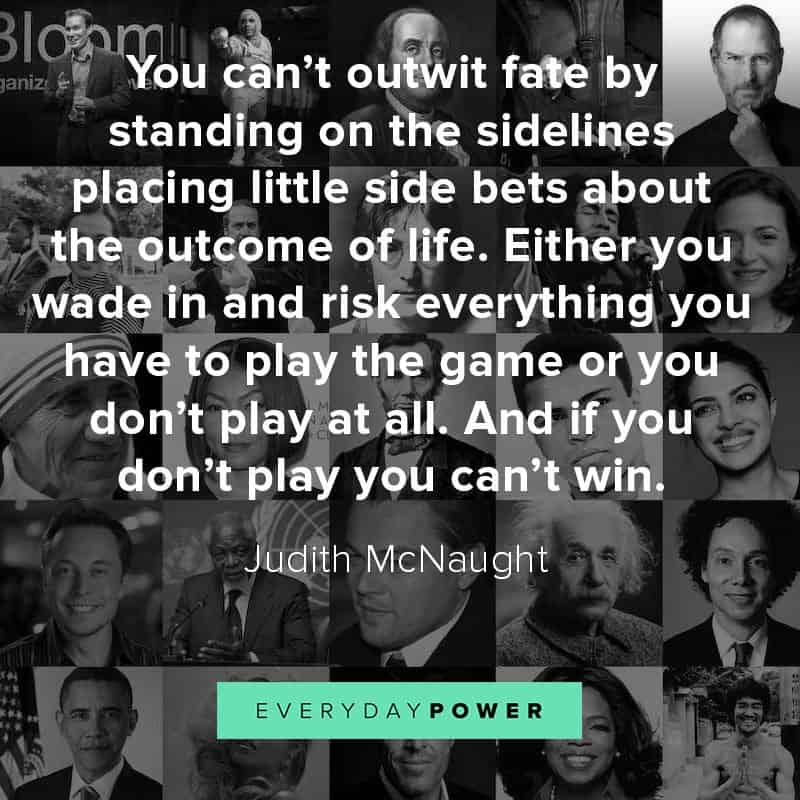 Bloom
You can't outwit fate by
standing on the sidelines
placing little side bets about
the outcome of life. Either you
wade in and risk everything you
have to play the game or you
don't play at all. And if you
don't play you can't win.
Judith McNaught
EVERYDAYPOWER